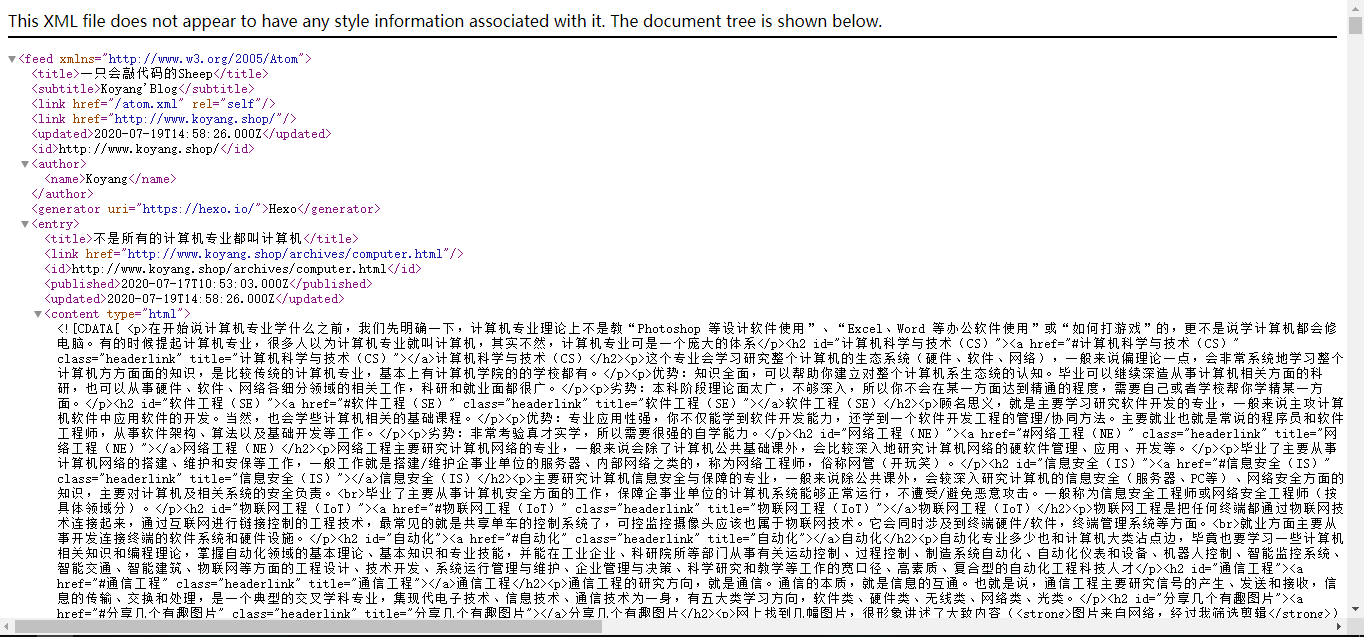 This XML file does not appear to have any style information associated with it. The document tree is shown below.
▼<feed xmlns="http://www.w3.org/2005/Atom">
<title>一只会敲代码的Sheep</title>
<subtitle>Koyang'Blog</subtitle>
<link href="/atom.xml" rel="self"/>
<link href="http://www.koyang.shop/"/>
<updated>2020-07-19T14:58:26.000Z</updated>
<id>http://www.koyang.shop/</id>
▼<author>
<name>Koyang</name>
</author>
<generator uri="https://hexo.io/">Hexo</generator>
▼<entry>
<title>不是所有的计算机专业都叫计算机</title>
<link href="http://www.koyang.shop/archives/computer.html"/>
<id>http://www.koyang.shop/archives/computer.html</id>
<published>2020-07-17T10:53:03.000Z</published>
<updated>2020-07-19T14:58:26.000Z</updated>
▼<content type="html">
<![CDATA[ <p>在开始说计算机专业学什么之前，我们先明确一下，计算机专业理论上不是教“Photoshop 等设计软件使用”、“Excel、Word 等办公软件使用”或“如何打游戏”的，更不是说学计算机都会修
电脑。有的时候提起计算机专业，很多人以为计算机专业就叫计算机，其实不然，计算机专业可是一个庞大的体系</p><h2 id="计算机科学与技术（CS）"><a href="#计算机科学与技术（CS）"
class="headerlink" title="计算机科学与技术（CS）"></a>计算机科学与技术（CS）</h2><p>这个专业会学习研究整个计算机的生态系统（硬件、软件、网络），一般来说偏理论一点，会非常系统地学习整个
计算机方方面面的知识，是比较传统的计算机专业，基本上有计算机学院的的学校都有。</p><p>优势：知识全面，可以帮助你建立对整个计算机系生态统的认知。毕业可以继续深造从事计算机相关方面的科
研，也可以从事硬件、软件、网络各细分领域的相关工作，科研和就业面都很广。</p><p>劣势：本科阶段理论面太广，不够深入，所以你不会在某一方面达到精通的程度，需要自己或者学校帮你学精某一方
面。</p><h2 id="软件工程（SE）"><a href="#软件工程（SE）" class="headerlink" title="软件工程（SE）"></a>软件工程（SE）</h2><p>顾名思义，就是主要学习研究软件开发的专业，一般来说主攻计算
机软件中应用软件的开发。当然，也会学些计算机相关的基础课程。</p><p>优势：专业应用性强，你不仅能学到软件开发能力，还学到一个软件开发工程的管理/协同方法。主要就业也就是常说的程序员和软件
工程师，从事软件架构、算法以及基础开发等工作。</p><p>劣势：非常考验真才实学，所以需要很强的自学能力。</p><h2 id="网络工程（NE）"><a href="#网络工程（NE）" class="headerlink" title="网
络工程（NE）"></a>网络工程（NE）</h2><p>网络工程主要研究计算机网络的专业，一般来说会除了计算机公共基础课外，会比较深入地研究计算机网络的硬软件管理、应用、开发等。</p><p>毕业了主要从事
计算机网络的搭建、维护和安保等工作，一般工作就是搭建/维护企事业单位的服务器、内部网络之类的，称为网络工程师，俗称网管（开玩笑）。</p><h2 id="信息安全（IS）"><a href="#信息安全（IS）"
class="headerlink" title="信息安全（IS）"></a>信息安全（IS）</h2><p>主要研究计算机信息安全与保障的专业，一般来说除公共课外，会较深入研究计算机的信息安全（服务器、PC等）、网络安全方面的
知识，主要对计算机及相关系统的安全负责。<br>毕业了主要从事计算机安全方面的工作，保障企事业单位的计算机系统能够正常运行，不遭受/避免恶意攻击。一般称为信息安全工程师或网络安全工程师（按
具体领域分）。</p><h2 id="物联网工程（IoT）"><a href="#物联网工程（IoT）" class="headerlink" title="物联网工程（IoT）"></a>物联网工程（IoT）</h2><p>物联网工程是把任何终端都通过物联网技
术连接起来，通过互联网进行链接控制的工程技术，最常见的就是共享单车的控制系统了，可控监控摄像头应该也属于物联网技术。它会同时涉及到终端硬件/软件，终端管理系统等方面。<br>就业方面主要从
事开发连接终端的软件系统和硬件设施。</p><h2 id="自动化"><a href="#自动化" class="headerlink" title="自动化"></a>自动化</h2><p>自动化专业多少也和计算机大类沾点边，毕竟也要学习一些计算机
相关知识和编程理论，掌握自动化领域的基本理论、基本知识和专业技能，并能在工业企业、科研院所等部门从事有关运动控制、过程控制、制造系统自动化、自动化仪表和设备、机器人控制、智能监控系统、
智能交通、智能建筑、物联网等方面的工程设计、技术开发、系统运行管理与维护、企业管理与决策、科学研究和教学等工作的宽口径、高素质、复合型的自动化工程科技人才</p><h2 id="通信工程"><a
href="#通信工程" class="headerlink" title="通信工程"></a>通信工程</h2><p>通信工程的研究方向，就是通信。通信的本质，就是信息的互通。也就是说，通信工程主要研究信号的产生、发送和接收，信
息的传输、交换和处理，是一个典型的交叉学科专业，集现代电子技术、信息技术、通信技术为一身，有五大类学习方向，软件类、硬件类、无线类、网络类、光类。</p><h2 id="分享几个有趣图片"><a
href="#分享几个有趣图片" class="headerlink" title="分享几个有趣图片"></a>分享几个有趣图片</h2><p>网上找到几幅图片，很形象讲述了大致内容（<strong>图片来自网络，经过我筛选剪辑</strong>）